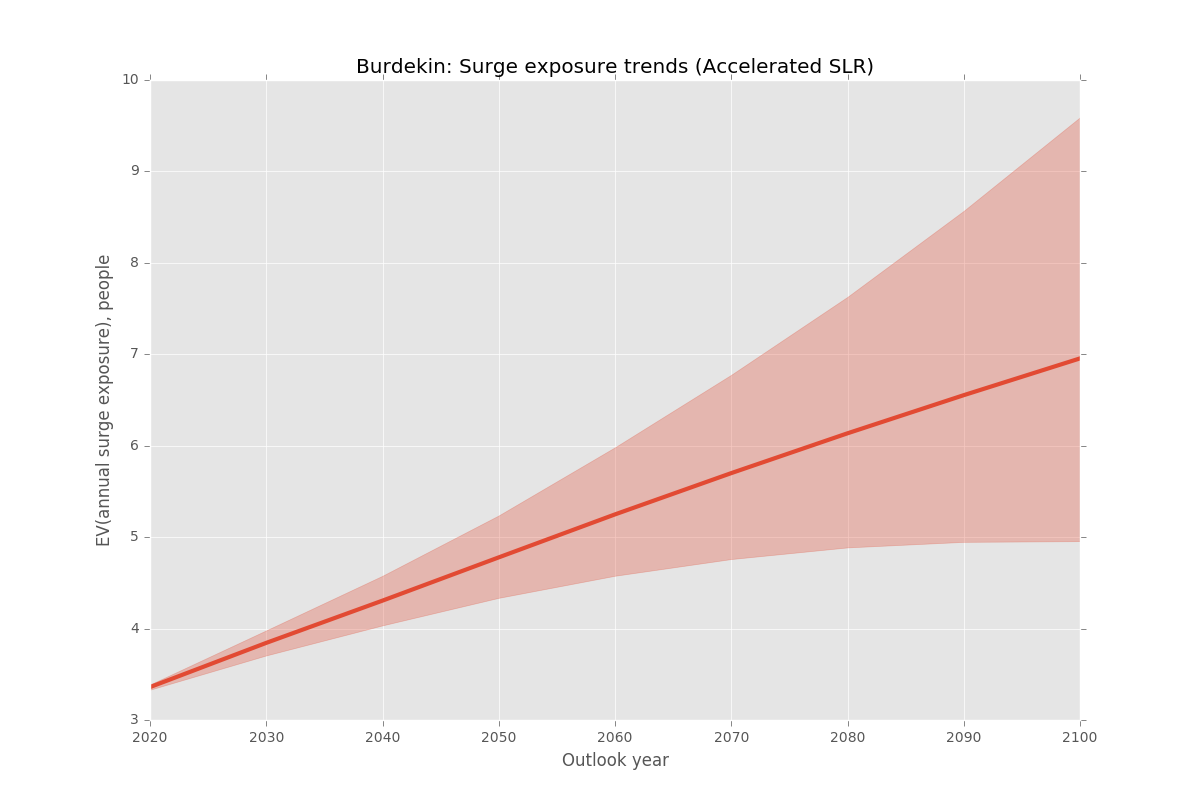 Burdekin: Surge exposure trends (Accelerated SLR)
EV(annual surge exposure), people
10
9
8
7
6
5
4
3
2020 2030 2040 2050 2060 2070 2080 2090 2100
Outlook year